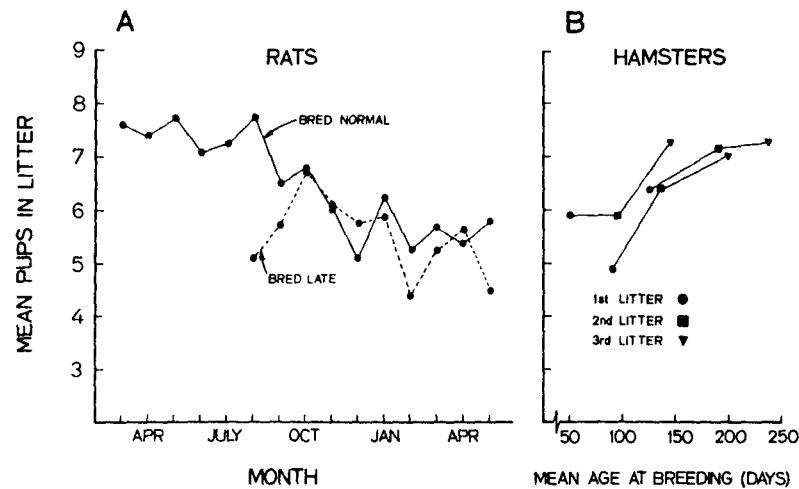 A
B
RATS
HAMSTERS
MEAN PUPS IN LITTER
9
8
7
6
5
4
3
BRED NORMAL
BRED LATE
1st LITTER
2nd LITTER
3rd LITTER
APR JULY OCT JAN APR
50 100 150 200 250
MONTH
MEAN AGE AT BREEDING (DAYS)